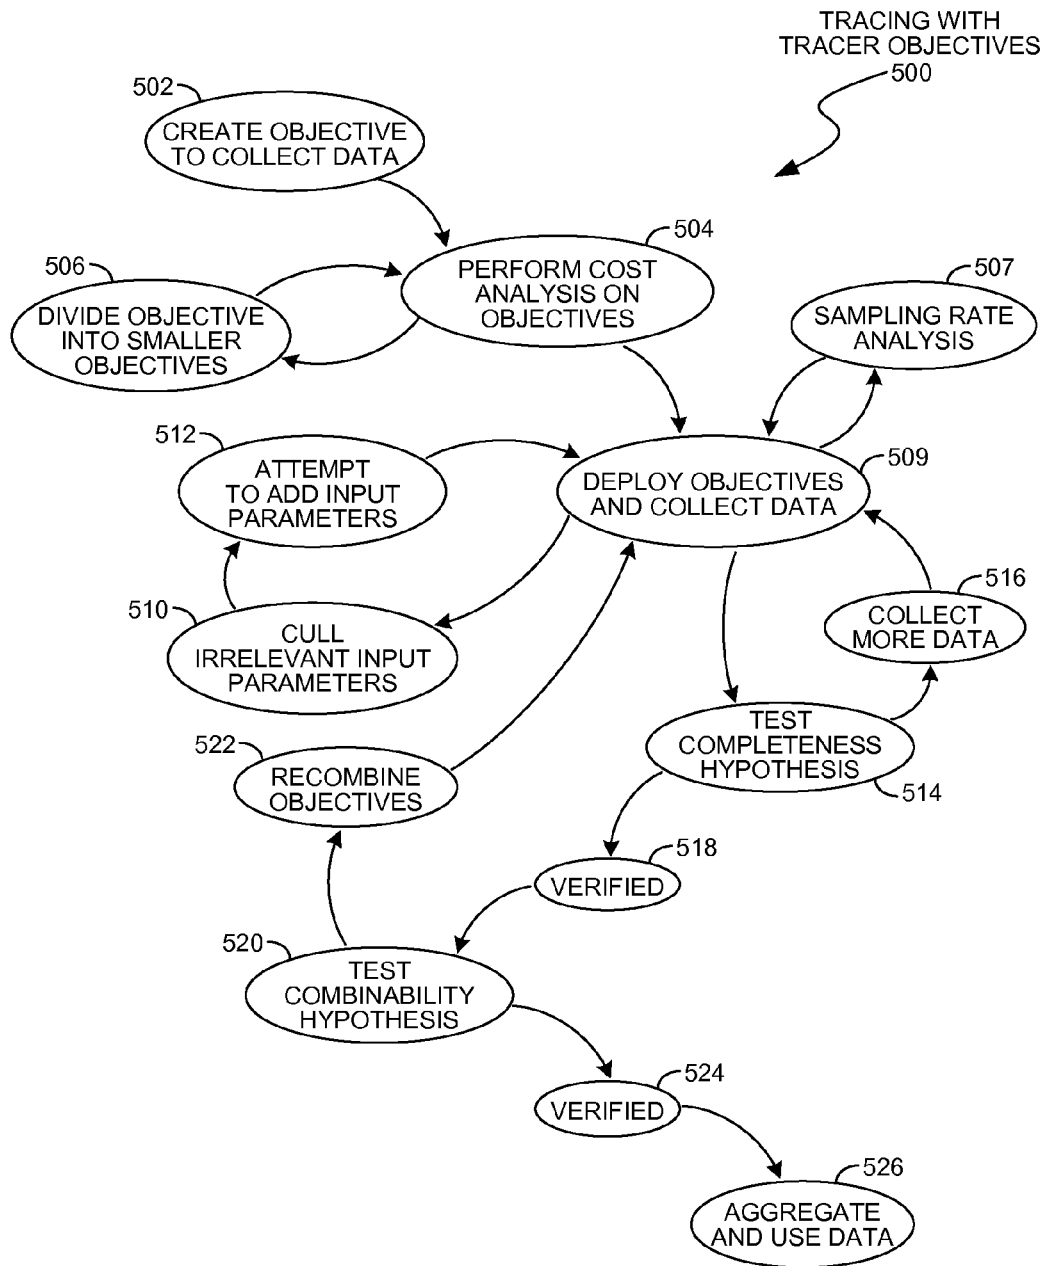 TRACING WITH
TRACER OBJECTIVES
500
502
CREATE OBJECTIVE
TO COLLECT DATA
504
PERFORM COST
ANALYSIS ON
OBJECTIVES
506
DIVIDE OBJECTIVE
INTO SMALLER
OBJECTIVES
507
SAMPLING RATE
ANALYSIS
512
ATTEMPT
TO ADD INPUT
PARAMETERS
509
DEPLOY OBJECTIVES
AND COLLECT DATA
510
CULL
IRRELEVANT INPUT
PARAMETERS
516
COLLECT
MORE DATA
TEST
COMPLETENESS
HYPOTHESIS
514
522
RECOMBINE
OBJECTIVES
518
VERIFIED
520
TEST
COMBINABILITY
HYPOTHESIS
524
VERIFIED
526
AGGREGATE
AND USE DATA